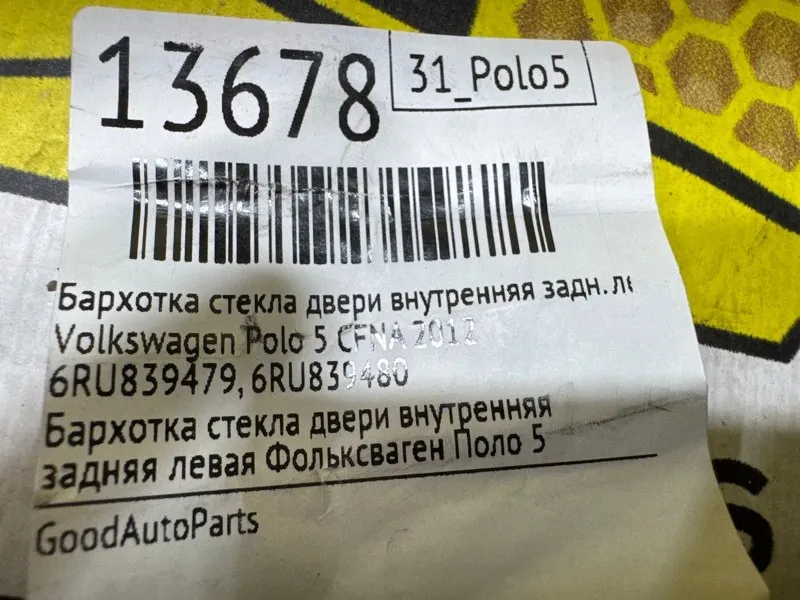 13678
31_Polo5
Бархотка стекла двери внутренняя задн.ле
Volkswagen Polo 5 CFNA 2012
6RU839479, 6RU839480
Бархотка стекла двери внутренняя
задняя левая Фольксваген Поло 5
GoodAutoParts